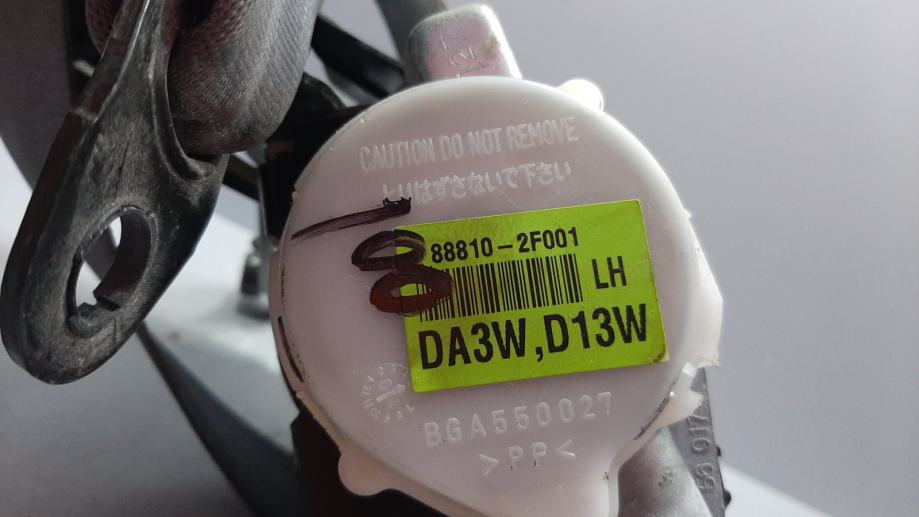 CAUTION DO NOT REMOVE
とりはずさないで下さい
88810-2F001
LH
DA3W,D13W
BGA550027
>PP<